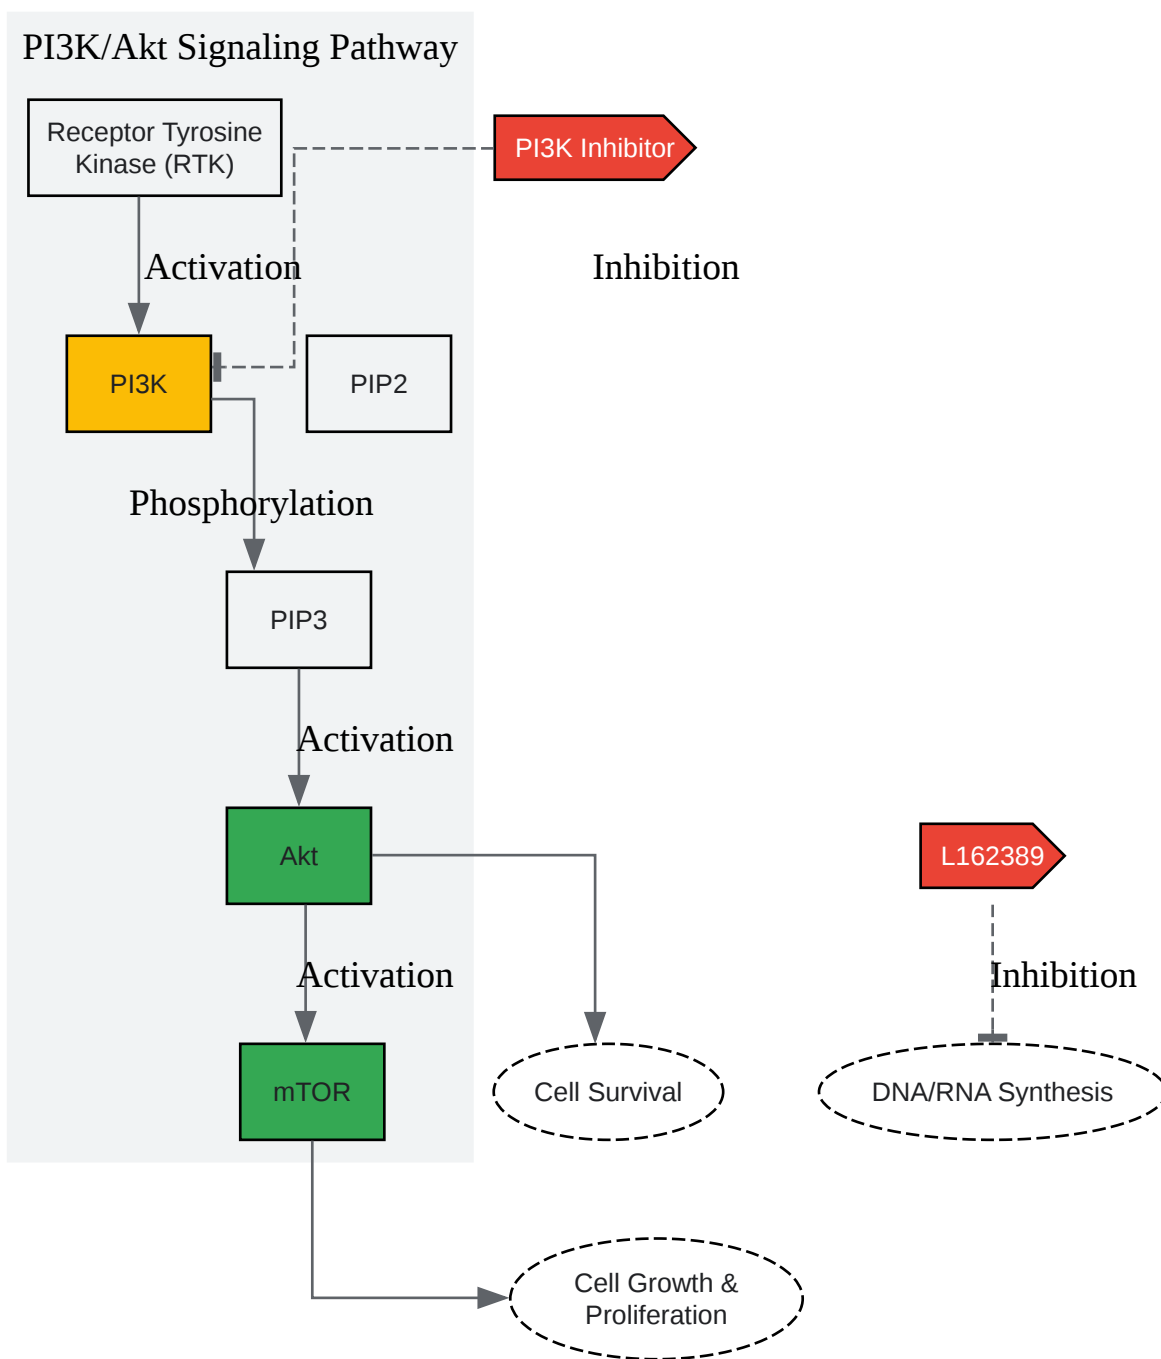 PI3K/Akt Signaling Pathway
Receptor Tyrosine
Kinase (RTK)
PI3K Inhibitor
Activation
Inhibition
PI3K
PIP2
Phosphorylation
PIP3
Activation
Akt
L162389
Activation
Inhibition
mTOR
Cell Survival
DNA/RNA Synthesis
Cell Growth &
Proliferation